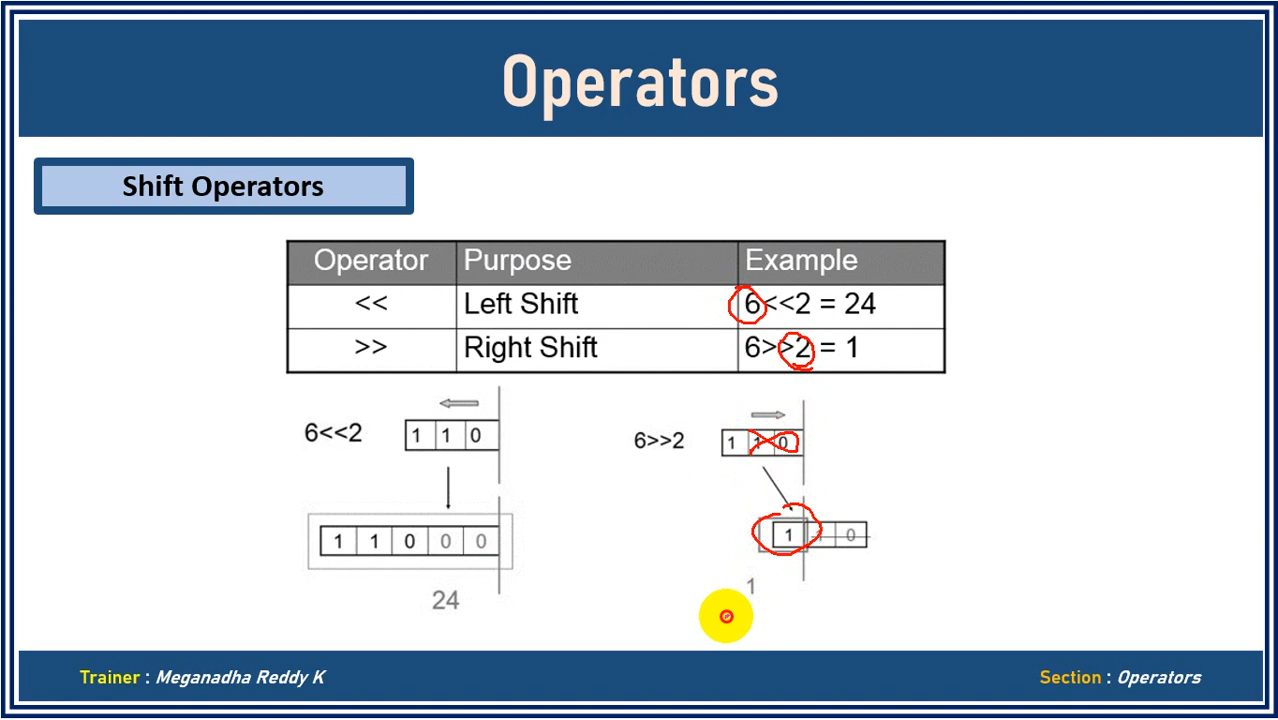 Operators
Shift Operators
Operator Purpose Example
<< Left Shift 6<<2 = 24
>> Right Shift 6>>2 = 1
6<<2 1 1 0
6>>2 1 1 0
1 1 0 0 0
1 1 0
24
1
Trainer : Meganadha Reddy K
Section : Operators